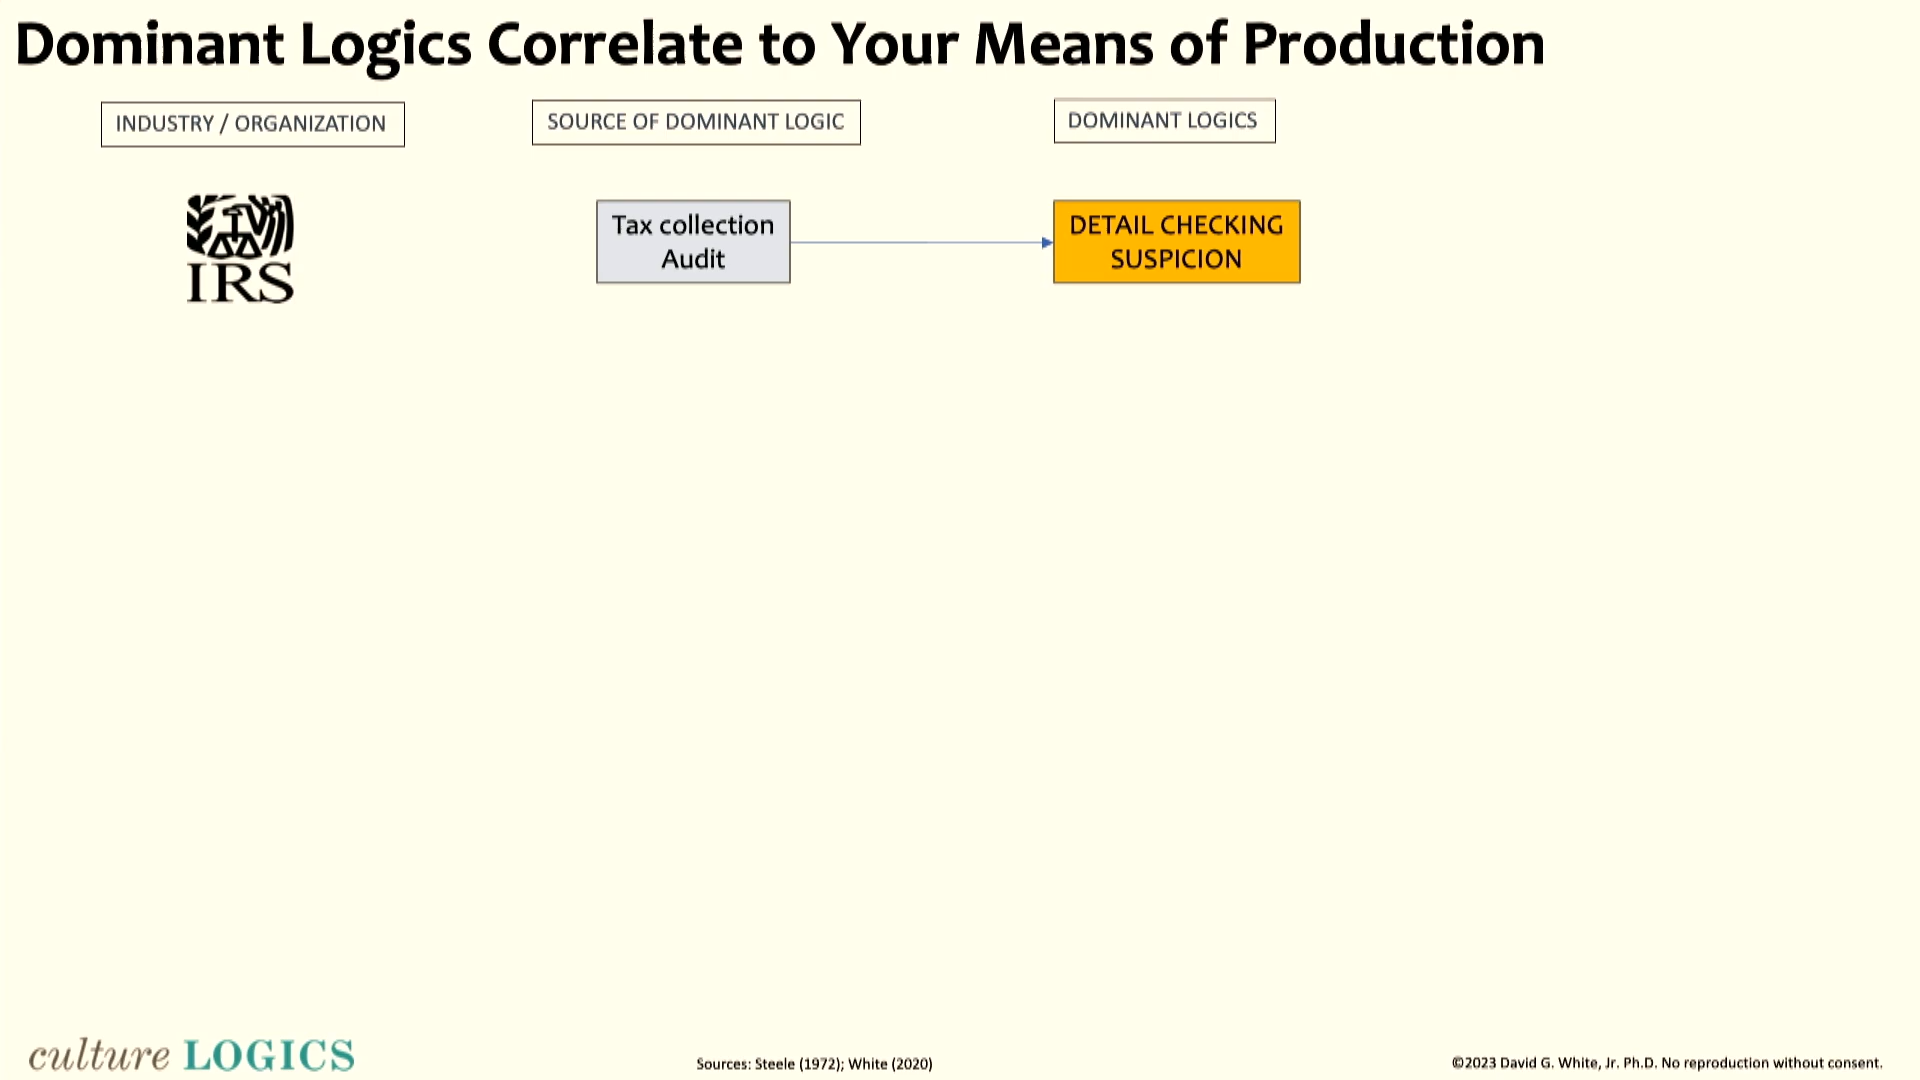 Dominant Logics Correlate to Your Means of Production
INDUSTRY / ORGANIZATION
SOURCE OF DOMINANT LOGIC
DOMINANT LOGICS
IRS
Tax collection
Audit
DETAIL CHECKING
SUSPICION
culture LOGICS
Sources: Steele (1972); White (2020)
©2023 David G. White, Jr. Ph.D. No reproduction without consent.